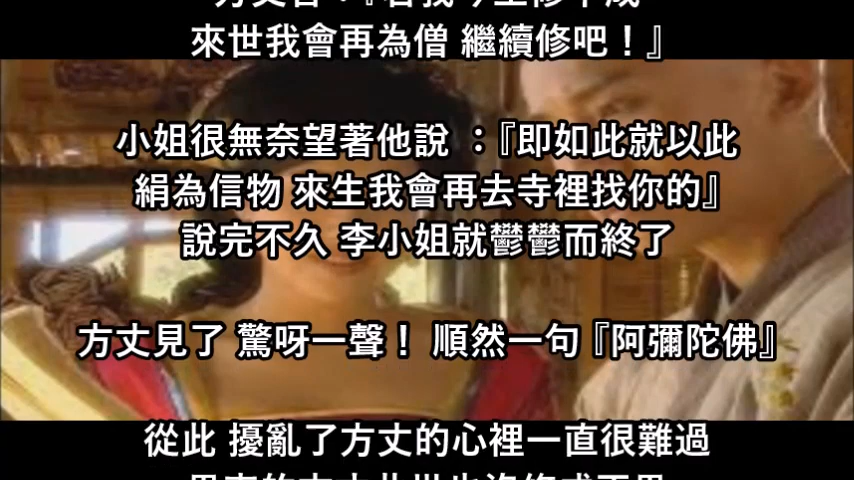 來世我會再為僧 繼續修吧！』
小姐很無奈望著他說 ：『即如此就以此
絹為信物 來生我會再去寺裡找你的』
說完不久 李小姐就鬱鬱而終了
方丈見了 驚呀一聲！ 順然一句『阿彌陀佛』
從此 擾亂了方丈的心裡一直很難過